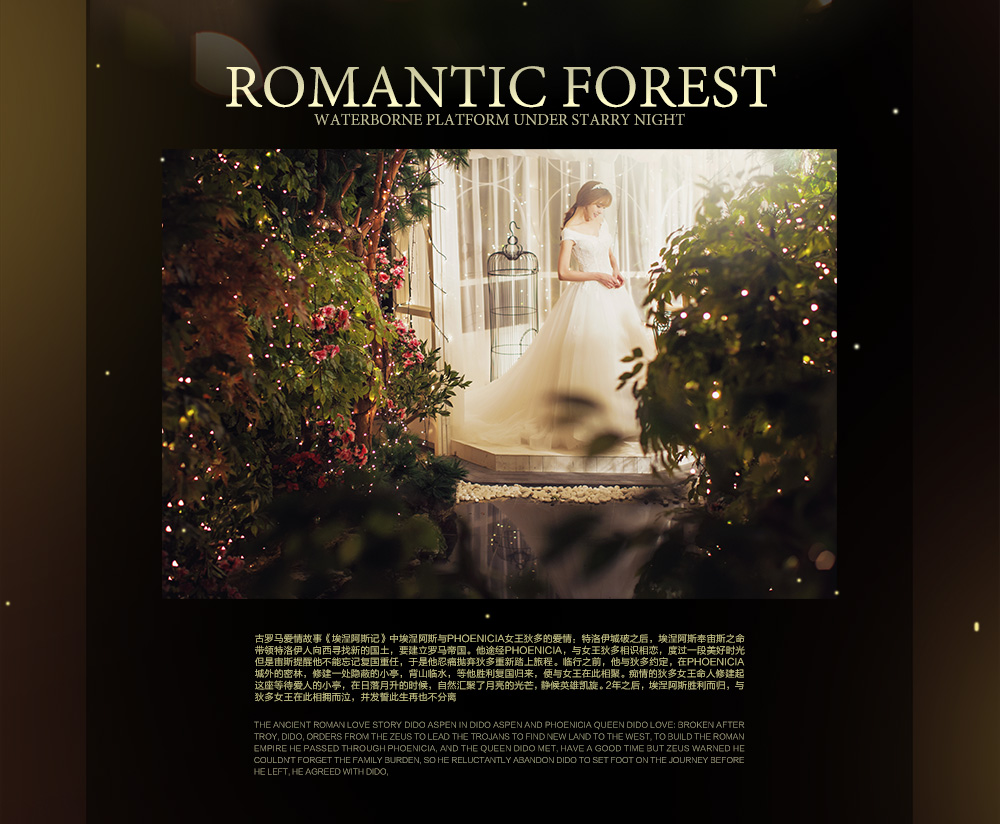 ROMANTIC FOREST
WATERBORNE PLATFORM UNDER STARRY NIGHT
古罗马爱情故事《埃涅阿斯记》中埃涅阿斯与PHOENICIA女王狄多的爱情：特洛伊城破之后，埃涅阿斯奉宙斯之命
带领特洛伊人向西寻找新的国土，要建立罗马帝国。他途经PHOENICIA，与女王狄多相识相恋，度过一段美好时光
但是宙斯提醒他不能忘记复国重任，于是他忍痛抛弃狄多重新踏上旅程。临行之前，他与狄多约定，在PHOENICIA
城外的密林，修建一处隐蔽的小亭，背山临水，等他胜利复国归来，便与女王在此相聚。痴情的狄多女王命人修建起
这座等待爱人的小亭，在日落月升的时候，自然汇聚了月亮的光芒，静候英雄凯旋。2年之后，埃涅阿斯胜利而归，与
狄多女王在此相拥而泣，并发誓此生再也不分离
THE ANCIENT ROMAN LOVE STORY DIDO ASPEN IN DIDO ASPEN AND PHOENICIA QUEEN DIDO LOVE: BROKEN AFTER
TROY, DIDO, ORDERS FROM THE ZEUS TO LEAD THE TROJANS TO FIND NEW LAND TO THE WEST, TO BUILD THE ROMAN
EMPIRE HE PASSED THROUGH PHOENICIA, AND THE QUEEN DIDO MET, HAVE A GOOD TIME BUT ZEUS WARNED HE
COULDNT FORGET THE FAMILY BURDEN, SO HE RELUCTANTLY ABANDON DIDO TO SET FOOT ON THE JOURNEY BEFORE
HE LEFT, HE AGREED WITH DIDO,